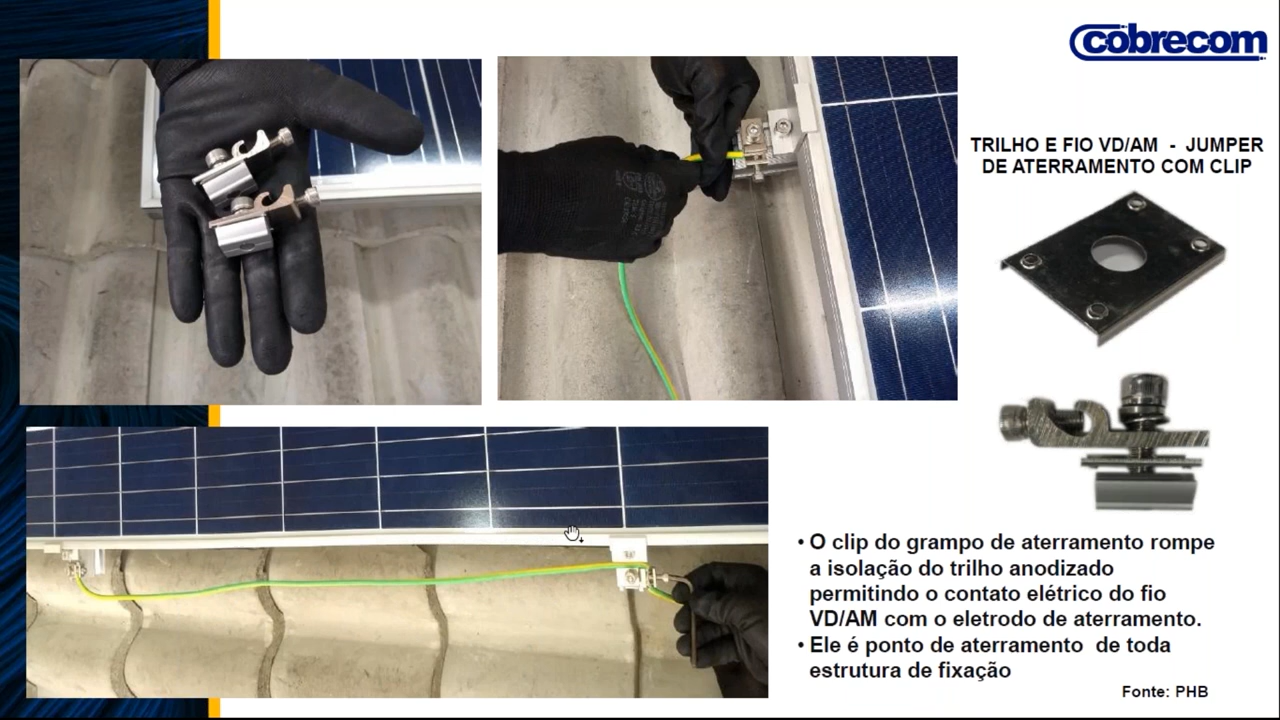 cobrecom
TRILHO E FIO VD/AM - JUMPER
DE ATERRAMENTO COM CLIP
• O clip do grampo de aterramento rompe
a isolação do trilho anodizado
permitindo o contato elétrico do fio
VD/AM com o eletrodo de aterramento.
• Ele é ponto de aterramento de toda
estrutura de fixação
Fonte: PHB